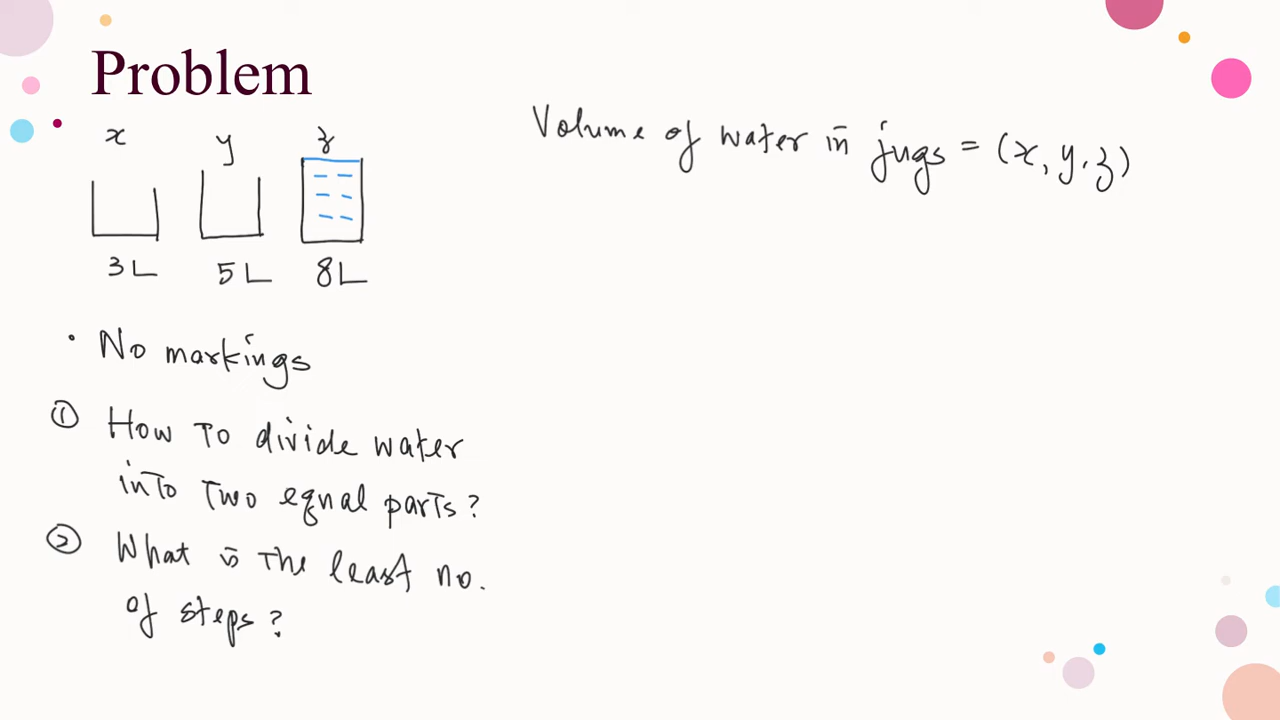 Problem
x y z
3L 5L 8L
Volume of water in jugs = (x, y, z)
• No markings
① How to divide water
into two equal parts?
② What is the least no.
of steps?